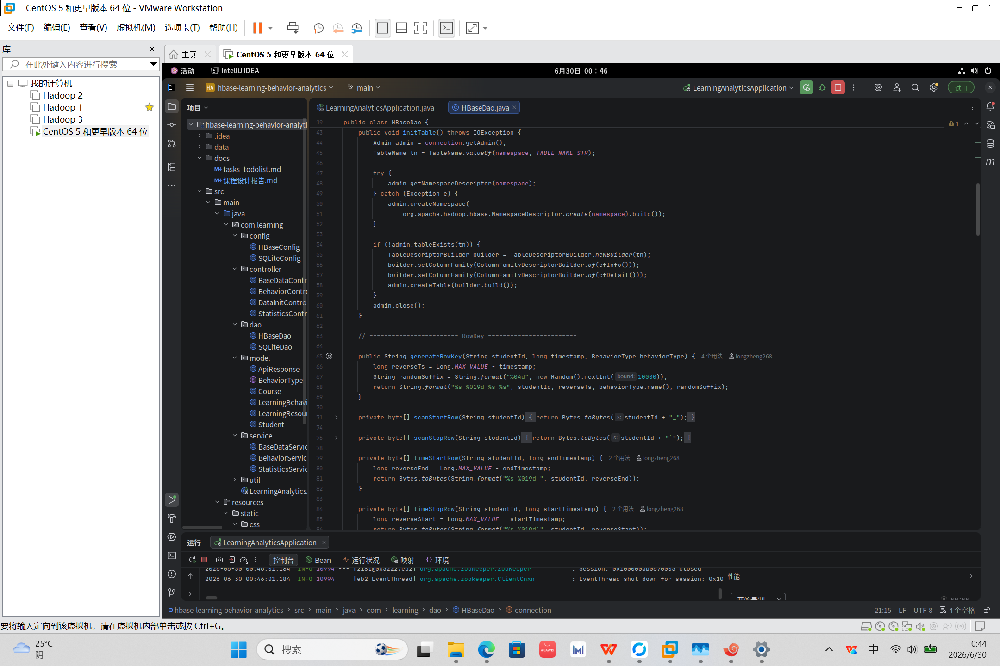 CentOS 5 和更早版本 64 位 - VMware Workstation
文件(F) 编辑(E) 查看(V) 虚拟机(M) 选项卡(T) 帮助(H)
库
在此处键入内容进行搜索
我的计算机
Hadoop 2
Hadoop 1
Hadoop 3
CentOS 5 和更早版本 64 位
主页
CentOS 5 和更早版本 64 位
活动 IntelliJ IDEA 6月30日 00：46
HA hbase-learning-behavior-analytics main LearningAnalyticsApplication 试用
项目
hbase-learning-behavior-analyti
.idea
data
docs
M↓ tasks_todolist.md
M↓ 课程设计报告.md
src
main
java
com.learning
config
HBaseConfig
SQLiteConfig
controller
BaseDataContr
BehaviorContro
DataInitContro
StatisticsContr
dao
HBaseDao
SQLiteDao
model
ApiResponse
BehaviorType
Course
LearningBehavi
LearningResour
Student
service
BaseDataServic
BehaviorServic
StatisticsServic
util
LearningAnalytics.
resources
static
css
LearningAnalyticsApplication.java HBaseDao.java
19 public class HBaseDao { 1
43 public void initTable() throws IOException {
44 Admin admin = connection.getAdmin();
45 TableName tn = TableName.valueOf(namespace, TABLE_NAME_STR);
46
47 try {
48 admin.getNamespaceDescriptor(namespace);
49 } catch (Exception e) {
50 admin.createNamespace(
51 org.apache.hadoop.hbase.NamespaceDescriptor.create(namespace).build());
52 }
53
54 if (!admin.tableExists(tn)) {
55 TableDescriptorBuilder builder = TableDescriptorBuilder.newBuilder(tn);
56 builder.setColumnFamily(ColumnFamilyDescriptorBuilder.of(cfInfo()));
57 builder.setColumnFamily(ColumnFamilyDescriptorBuilder.of(cfDetail()));
58 admin.createTable(builder.build());
59 }
60 admin.close();
61 }
62
63 // ======================== RowKey ========================
64
65 public String generateRowKey(String studentId, long timestamp, BehaviorType behaviorType) { 4 个用法 longzheng268
66 long reverseTs = Long.MAX_VALUE - timestamp;
67 String randomSuffix = String.format("%04d", new Random().nextInt( bound: 10000));
68 return String.format("%s_%019d_%s_%s", studentId, reverseTs, behaviorType.name(), randomSuffix);
69 }
70
71 private byte[] scanStartRow(String studentId) { return Bytes.toBytes( s: studentId + "_"); }
74
75 private byte[] scanStopRow(String studentId) { return Bytes.toBytes( s: studentId + "`"); }
78
79 private byte[] timeStartRow(String studentId, long endTimestamp) { 2 个用法 longzheng268
80 long reverseEnd = Long.MAX_VALUE - endTimestamp;
81 return Bytes.toBytes(String.format("%s_%019d_", studentId, reverseEnd));
82 }
83
84 private byte[] timeStopRow(String studentId, long startTimestamp) { 2 个用法 longzheng268
85 long reverseStart = Long.MAX_VALUE - startTimestamp;
86 return Bytes.toBytes(String.format("%s_%019d`", studentId, reverseStart));
运行 LearningAnalyticsApplication
控制台 Bean 运行状况 映射 环境
2026-06-30 00:46:01.184 INFO 10994 --- [2181@0x52227eb2] org.apache.zookeeper.ZooKeeper : Session: 0x100000ab0870005 closed
2026-06-30 00:46:01.184 INFO 10994 --- [eb2-EventThread] org.apache.zookeeper.ClientCnxn : EventThread shut down for session: 0x10
性能
开始录制 00:00
hbase-learning-behavior-analytics > src > main > java > com > learning > dao > HBaseDao > connection 21:15 LF UTF-8 4 个空格
要将输入定向到该虚拟机，请在虚拟机内部单击或按 Ctrl+G。
25°C
阴
搜索
HUAWEI
中
0:44
2026/6/30